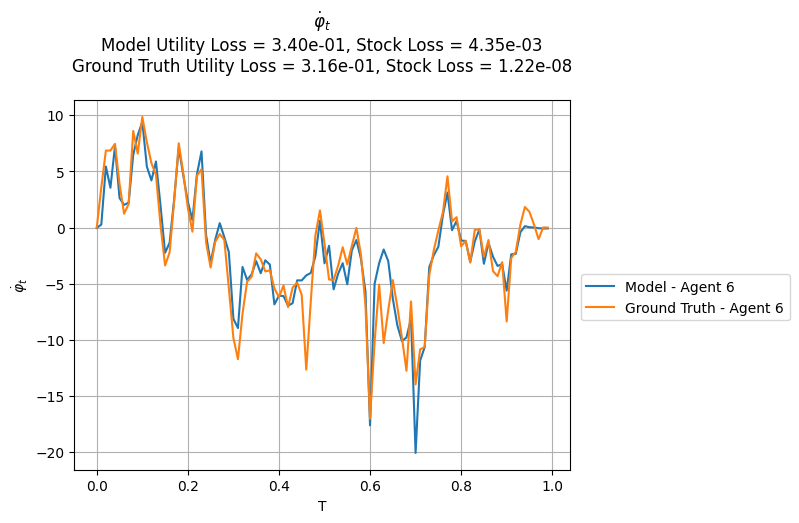 φ̇ₜ
Model Utility Loss = 3.40e-01, Stock Loss = 4.35e-03
Ground Truth Utility Loss = 3.16e-01, Stock Loss = 1.22e-08
10
5
0
−5
−10
−15
−20
φ̇ₜ
0.0 0.2 0.4 0.6 0.8 1.0
T
Model - Agent 6
Ground Truth - Agent 6